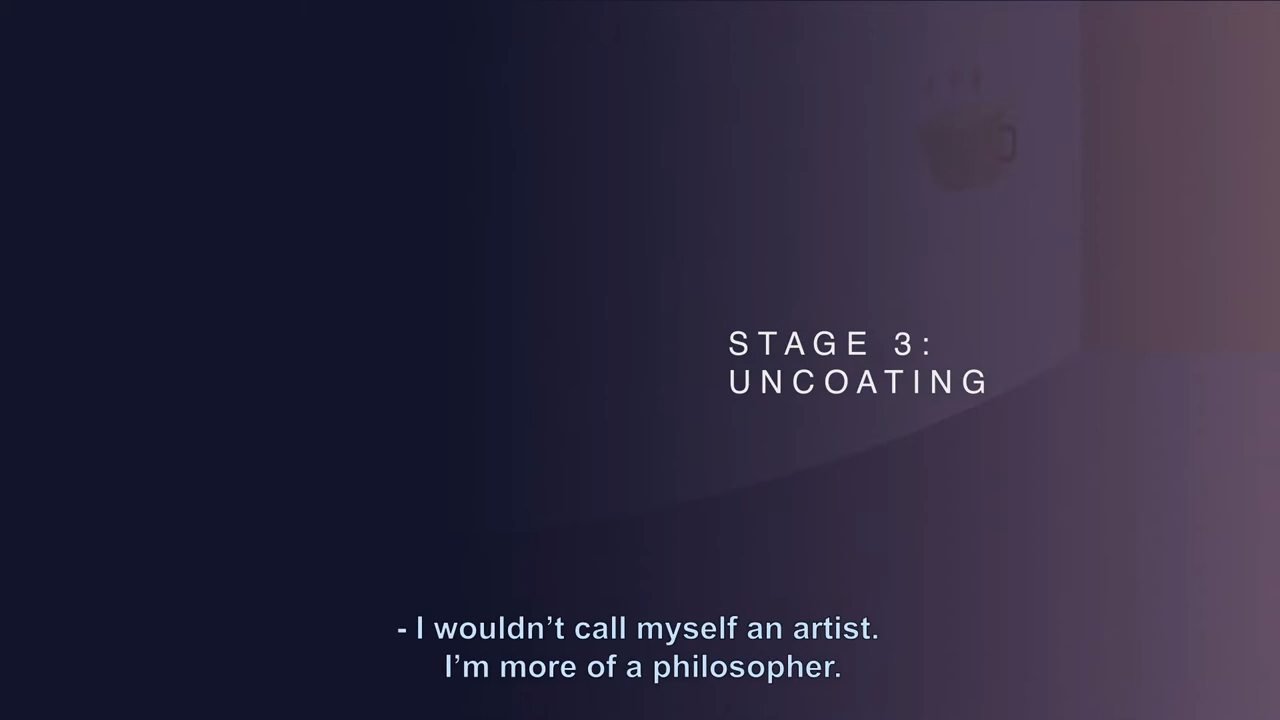 STAGE 3:
UNCOATING
- I wouldn’t call myself an artist.
I’m more of a philosopher.